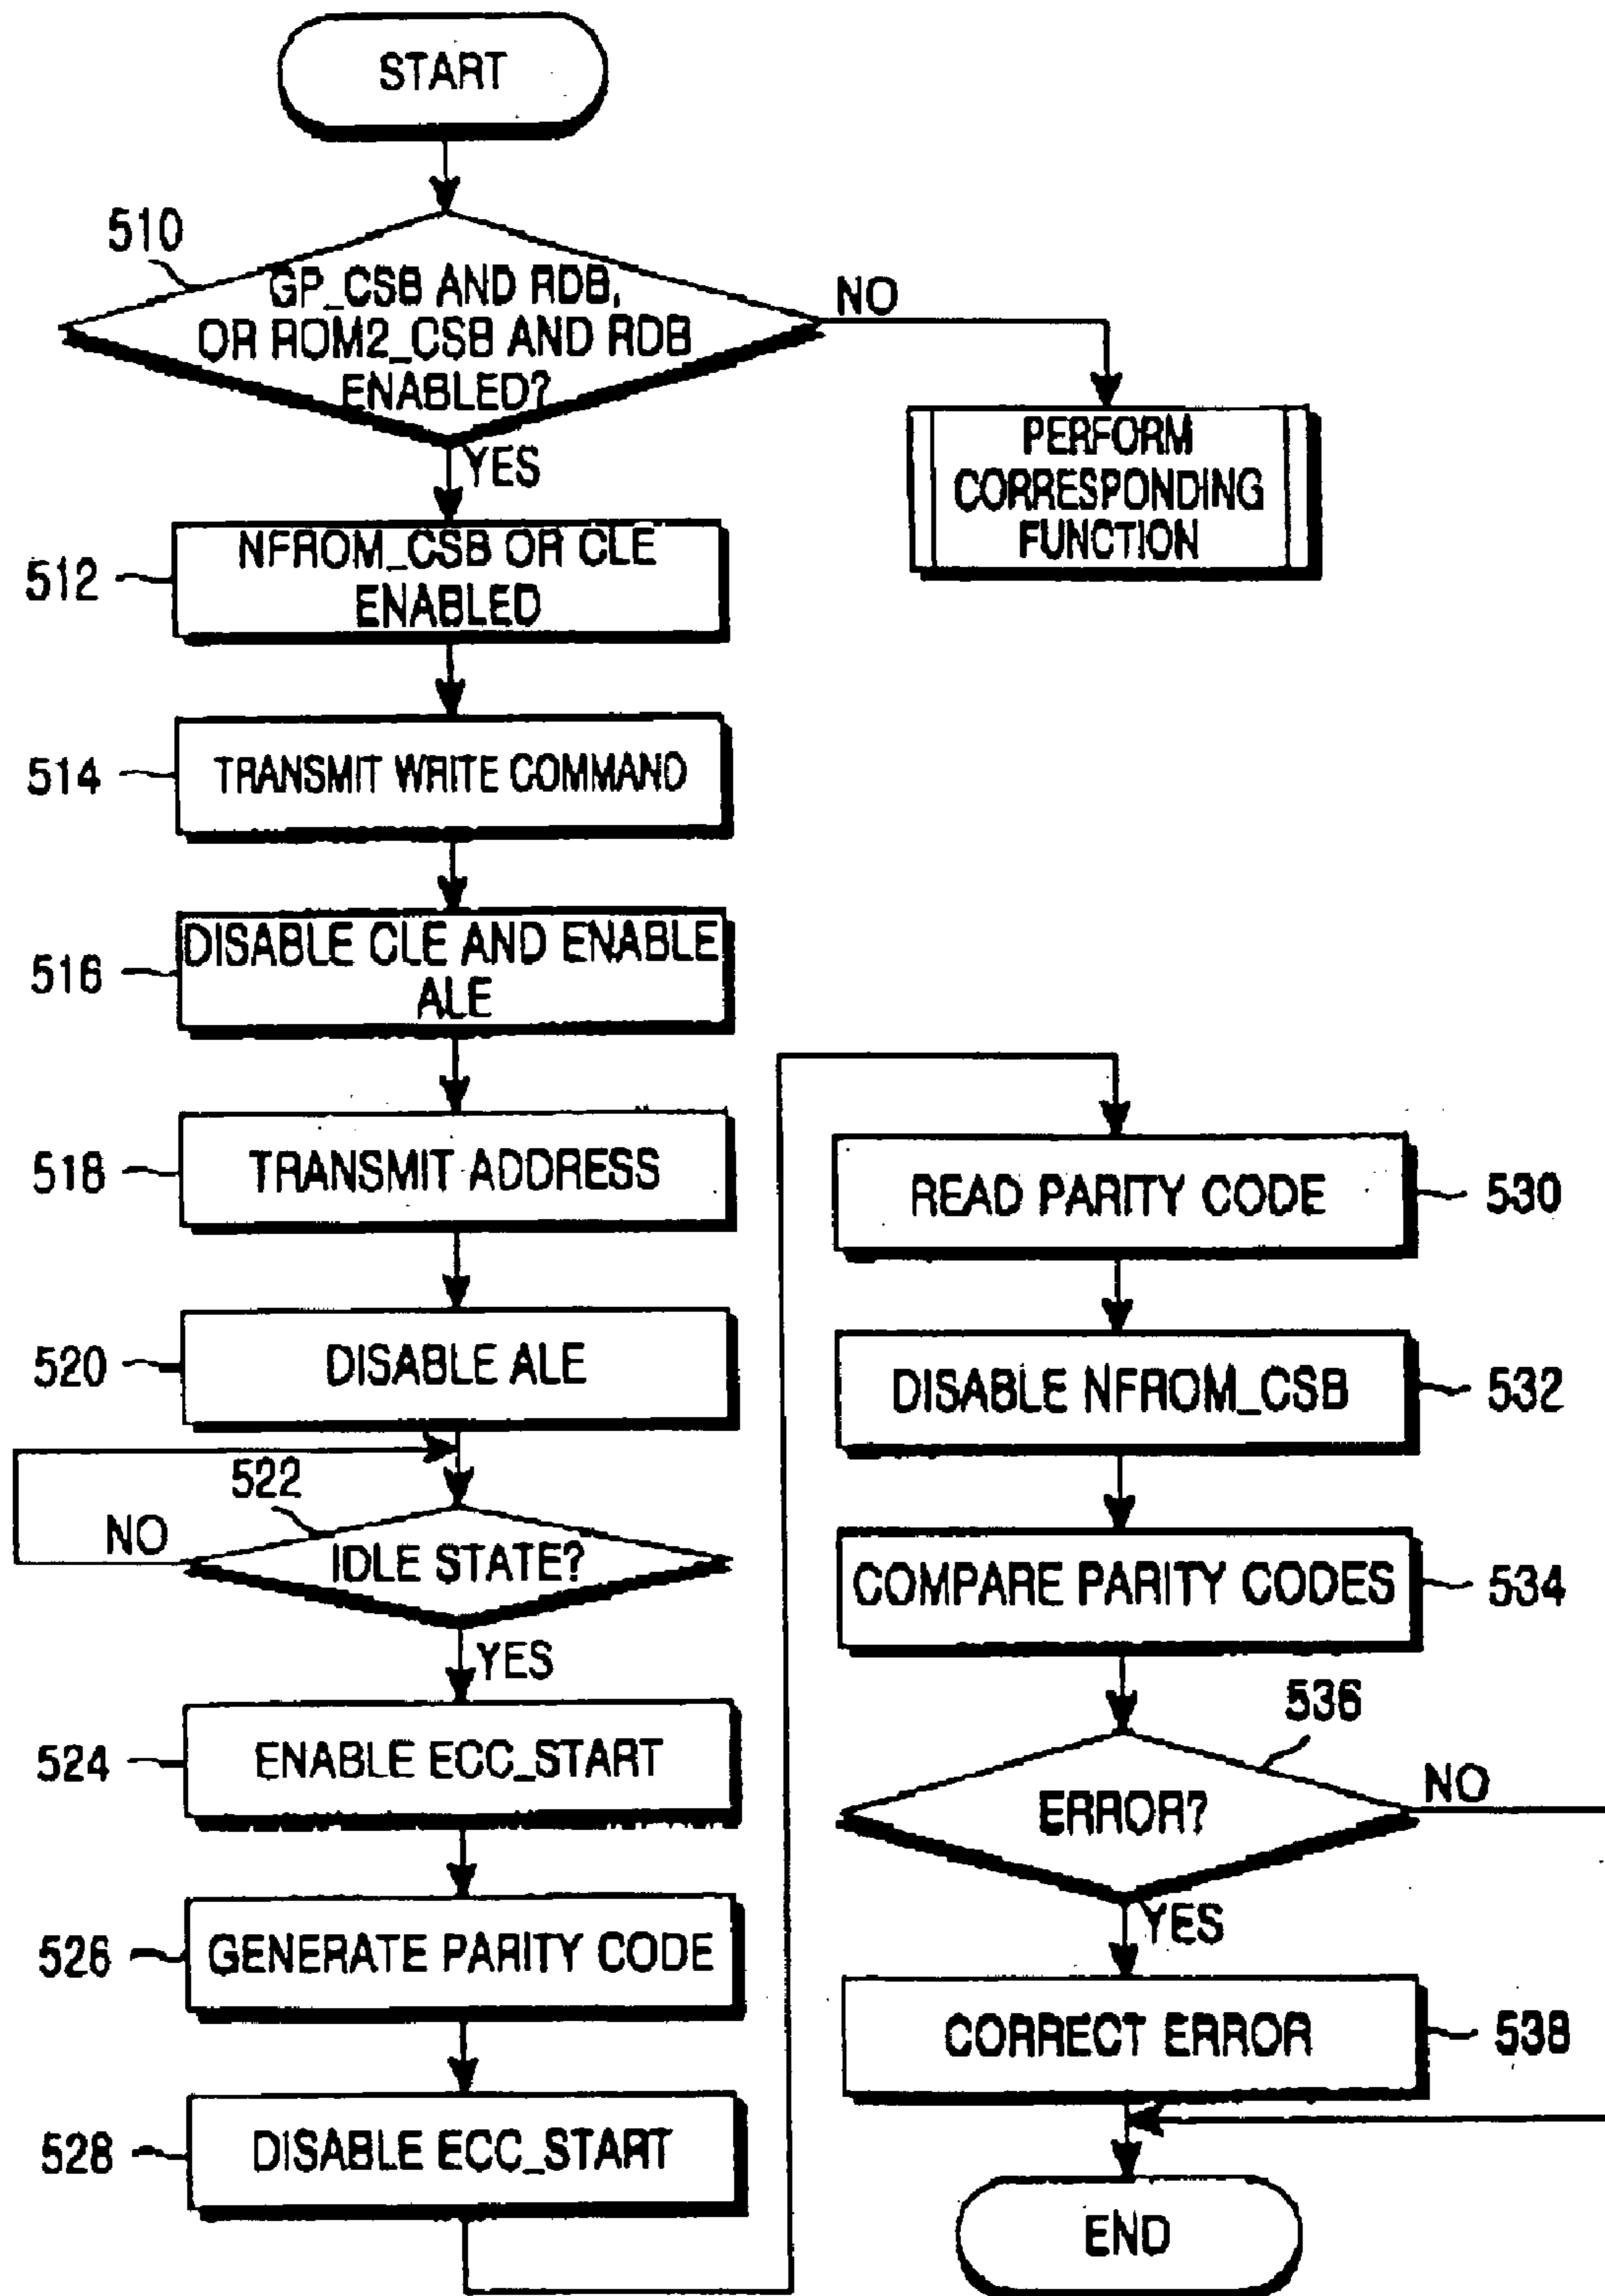 START
510
GP_CSB AND RDB,
OR ROM2_CSB AND RDB
ENABLED?
NO
YES
PERFORM
CORRESPONDING
FUNCTION
512
NFROM_CSB OR CLE
ENABLED
514
TRANSMIT WRITE COMMAND
516
DISABLE CLE AND ENABLE
ALE
518
TRANSMIT ADDRESS
520
DISABLE ALE
522
NO
IDLE STATE?
YES
524
ENABLE ECC_START
526
GENERATE PARITY CODE
528
DISABLE ECC_START
READ PARITY CODE
530
DISABLE NFROM_CSB
532
COMPARE PARITY CODES
534
536
ERROR?
NO
YES
CORRECT ERROR
538
END